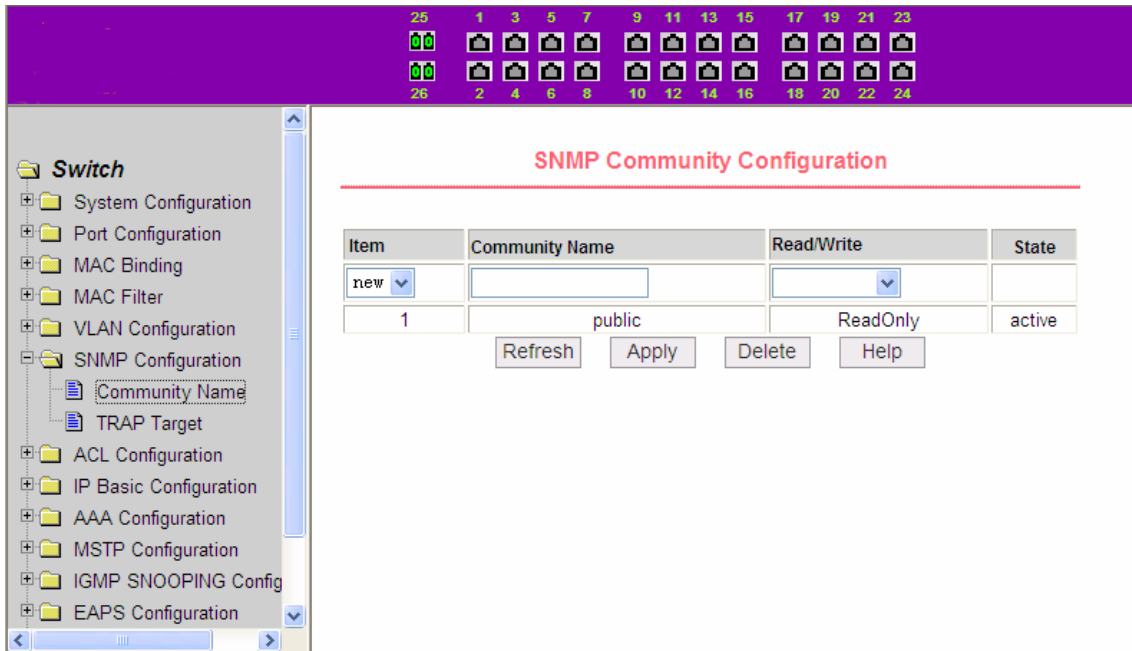 25 1 3 5 7 9 11 13 15 17 19 21 23
26 2 4 6 8 10 12 14 16 18 20 22 24
Switch
System Configuration
Port Configuration
MAC Binding
MAC Filter
VLAN Configuration
SNMP Configuration
Community Name
TRAP Target
ACL Configuration
IP Basic Configuration
AAA Configuration
MSTP Configuration
IGMP SNOOPING Config
EAPS Configuration
SNMP Community Configuration
Item Community Name Read/Write State
new
1 public ReadOnly active
Refresh Apply Delete Help